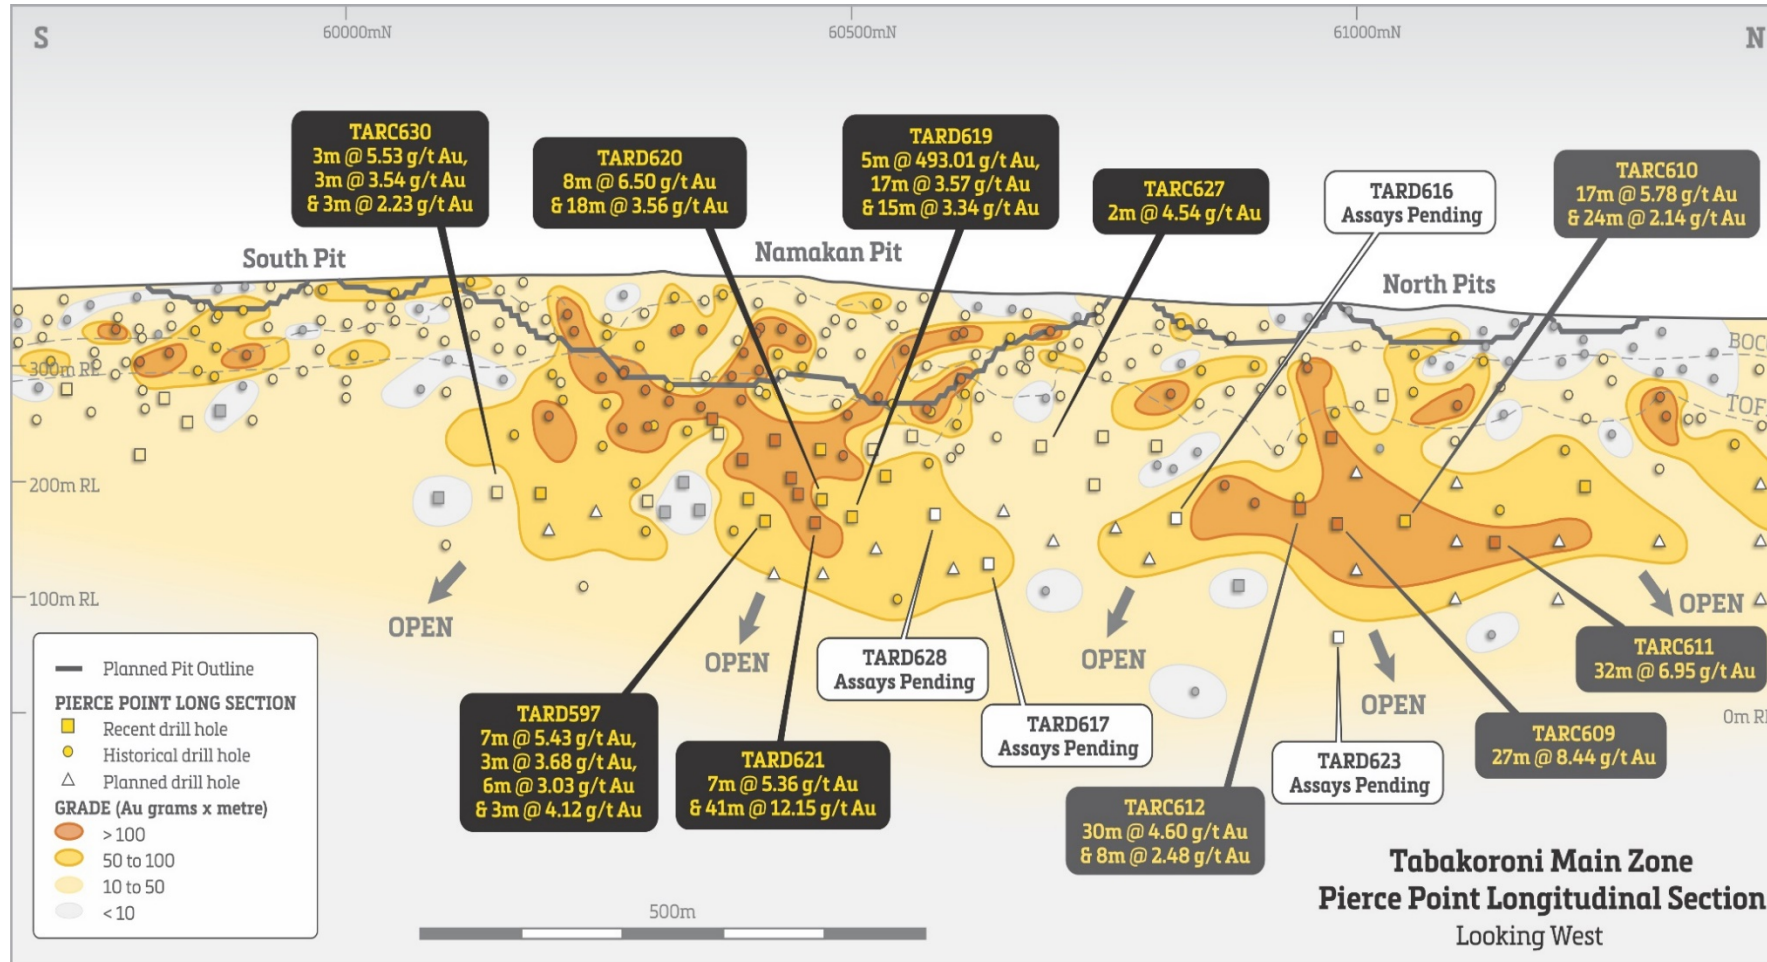 S
60000mN
60500mN
61000mN
N
TARC630
3m @ 5.53 g/t Au,
3m @ 3.54 g/t Au
& 3m @ 2.23 g/t Au
TARD620
8m @ 6.50 g/t Au
& 18m @ 3.56 g/t Au
TARD619
5m @ 493.01 g/t Au,
17m @ 3.57 g/t Au
& 15m @ 3.34 g/t Au
TARC627
2m @ 4.54 g/t Au
TARD616
Assays Pending
TARC610
17m @ 5.78 g/t Au
& 24m @ 2.14 g/t Au
South Pit
Namakan Pit
North Pits
BOC
300m RL
TOF
200m RL
100m RL
OPEN
OPEN
OPEN
OPEN
OPEN
0m R
TARD628
Assays Pending
TARD617
Assays Pending
TARC611
32m @ 6.95 g/t Au
TARD597
7m @ 5.43 g/t Au,
3m @ 3.68 g/t Au,
6m @ 3.03 g/t Au
& 3m @ 4.12 g/t Au
TARD621
7m @ 5.36 g/t Au
& 41m @ 12.15 g/t Au
TARC612
30m @ 4.60 g/t Au
& 8m @ 2.48 g/t Au
TARD623
Assays Pending
TARC609
27m @ 8.44 g/t Au
Planned Pit Outline
PIERCE POINT LONG SECTION
Recent drill hole
Historical drill hole
Planned drill hole
GRADE (Au grams x metre)
> 100
50 to 100
10 to 50
< 10
500m
Tabakoroni Main Zone
Pierce Point Longitudinal Section
Looking West